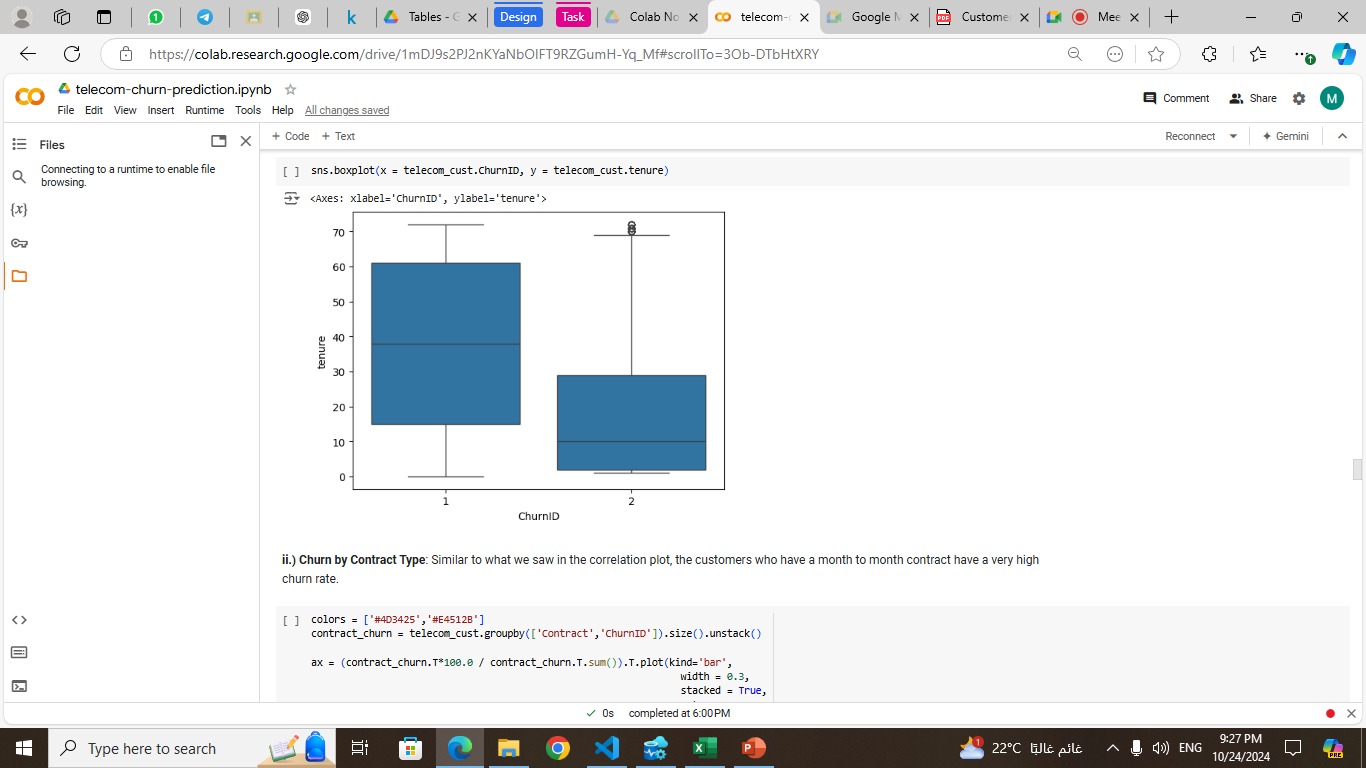 Tables - G
Design
Task
Colab No
telecom-c
Google M
Custome
Mee
https://colab.research.google.com/drive/1mDJ9s2PJ2nKYaNbOlFT9RZGumH-Yq_Mf#scrollTo=3Ob-DTbHtXRY
telecom-churn-prediction.ipynb
File Edit View Insert Runtime Tools Help All changes saved
Comment Share M
Files
+ Code + Text
Reconnect Gemini
Connecting to a runtime to enable file
browsing.
{x}
[ ] sns.boxplot(x = telecom_cust.ChurnID, y = telecom_cust.tenure)
<Axes: xlabel='ChurnID', ylabel='tenure'>
70
60
50
40
30
20
10
0
tenure
1 2
ChurnID
ii.) Churn by Contract Type: Similar to what we saw in the correlation plot, the customers who have a month to month contract have a very high
churn rate.
[ ] colors = ['#4D3425','#E4512B']
contract_churn = telecom_cust.groupby(['Contract','ChurnID']).size().unstack()
ax = (contract_churn.T*100.0 / contract_churn.T.sum()).T.plot(kind='bar',
width = 0.3,
stacked = True,
0s completed at 6:00 PM
Type here to search
22°C غائم غالبًا
ENG
9:27 PM
10/24/2024